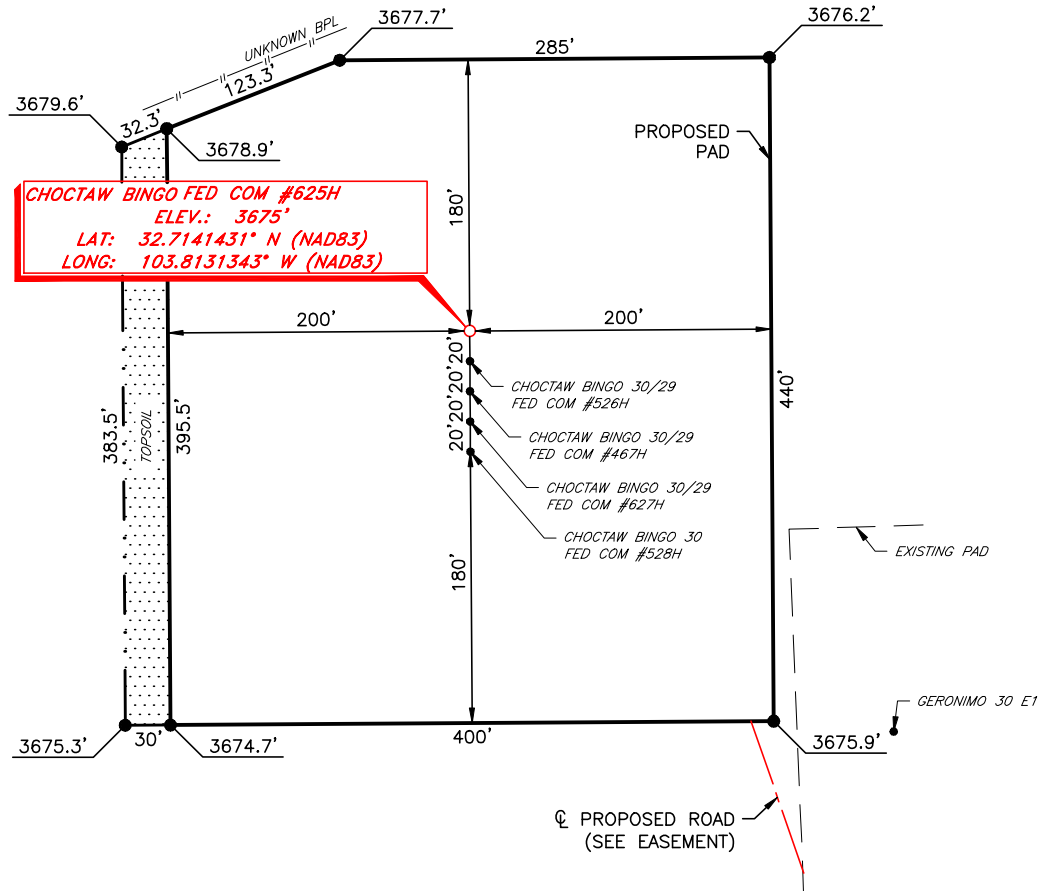 3677.7'
3676.2'
UNKNOWN BPL
285'
123.3'
3679.6'
32.3'
3678.9'
PROPOSED
PAD
180'
CHOCTAW BINGO FED COM #625H
ELEV.: 3675'
LAT: 32.7141431° N (NAD83)
LONG: 103.8131343° W (NAD83)
200'
200'
20'
20'
20'
20'
CHOCTAW BINGO 30/29
FED COM #526H
440'
383.5'
TOPSOIL
395.5'
CHOCTAW BINGO 30/29
FED COM #467H
CHOCTAW BINGO 30/29
FED COM #627H
CHOCTAW BINGO 30
FED COM #528H
EXISTING PAD
180'
GERONIMO 30 E1
3675.3'
30'
3674.7'
400'
3675.9'
℄ PROPOSED ROAD
(SEE EASEMENT)